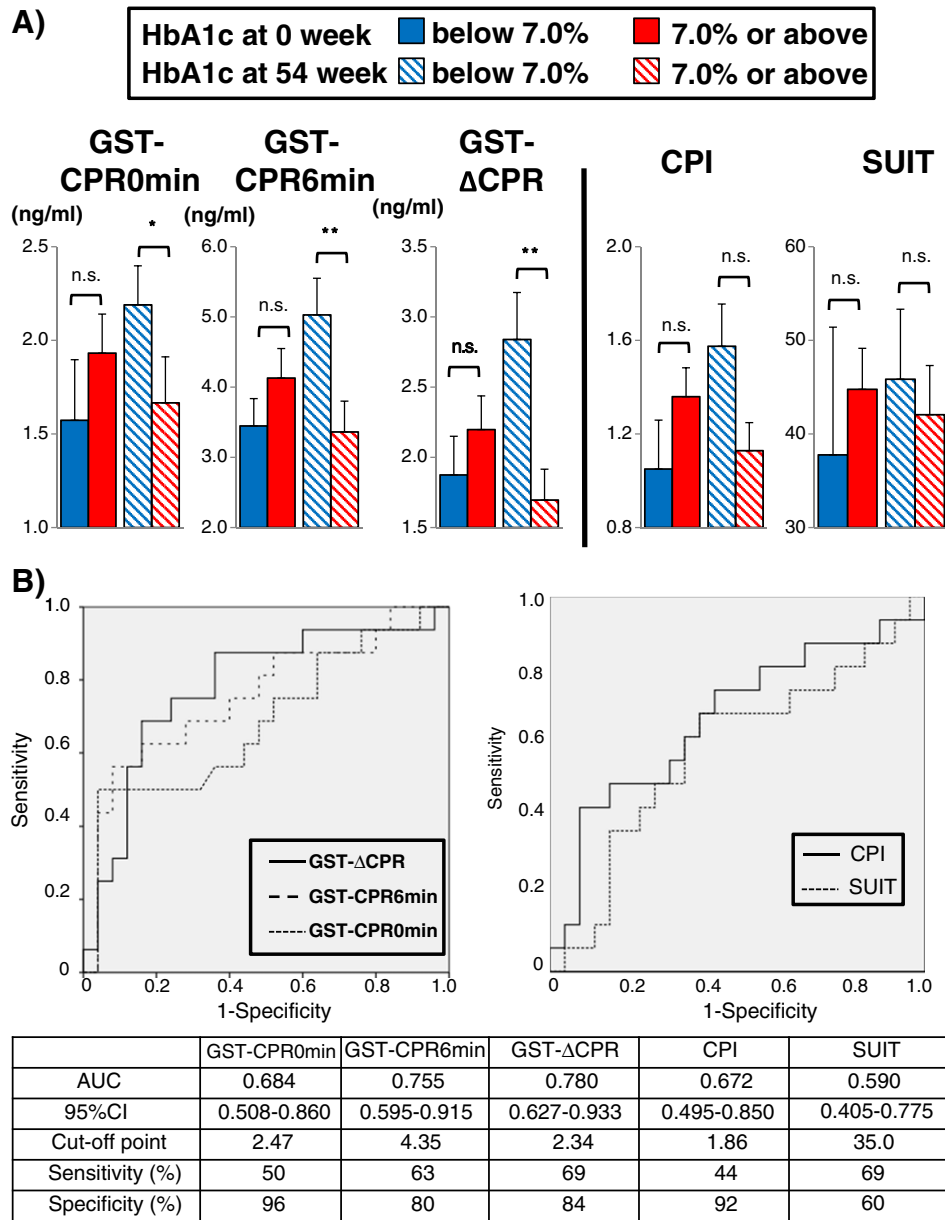 A)
HbA1c at 0 week below 7.0% 7.0% or above
HbA1c at 54 week below 7.0% 7.0% or above
GST-
CPR0min
GST-
CPR6min
GST-
ΔCPR
CPI
SUIT
(ng/ml)
(ng/ml)
(ng/ml)
2.5
2.0
1.5
1.0
n.s.
*
6.0
5.0
4.0
3.0
2.0
n.s.
**
3.5
3.0
2.5
2.0
1.5
n.s.
**
2.0
1.6
1.2
0.8
n.s.
n.s.
60
50
40
30
n.s.
n.s.
B)
1.0
0.8
0.6
0.4
0.2
0
Sensitivity
0 0.2 0.4 0.6 0.8 1.0
1-Specificity
GST-ΔCPR
GST-CPR6min
GST-CPR0min
1.0
0.8
0.6
0.4
0.2
0
Sensitivity
0 0.2 0.4 0.6 0.8 1.0
1-Specificity
CPI
SUIT
GST-CPR0min GST-CPR6min GST-ΔCPR CPI SUIT
AUC 0.684 0.755 0.780 0.672 0.590
95%CI 0.508-0.860 0.595-0.915 0.627-0.933 0.495-0.850 0.405-0.775
Cut-off point 2.47 4.35 2.34 1.86 35.0
Sensitivity (%) 50 63 69 44 69
Specificity (%) 96 80 84 92 60